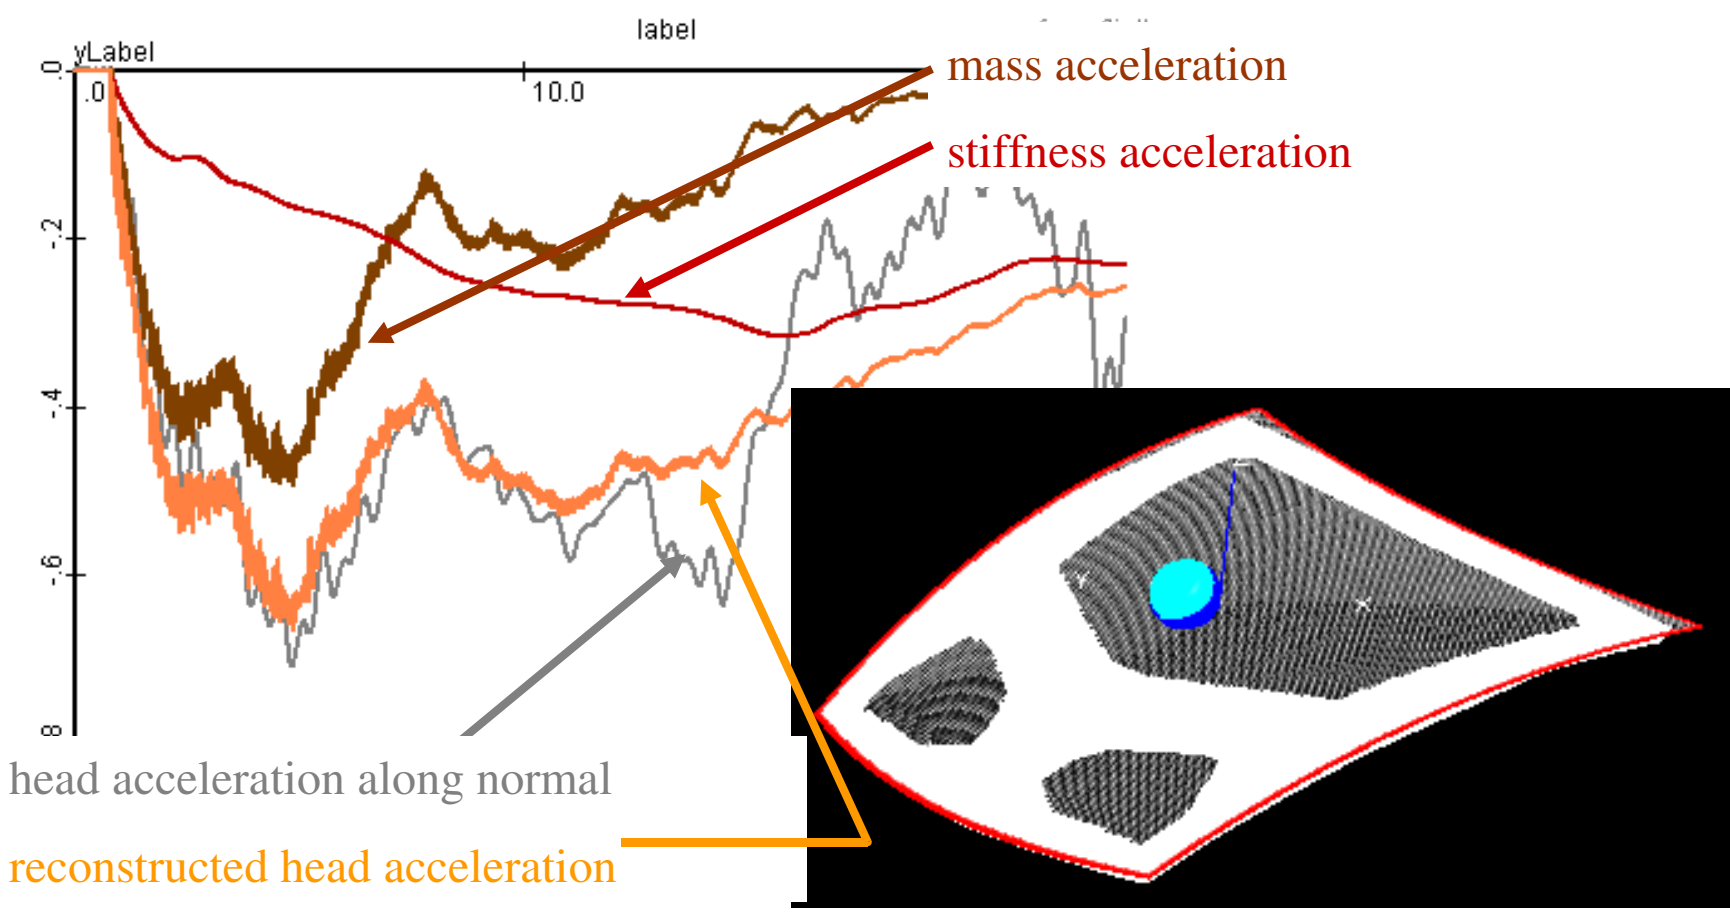 label
yLabel
.0
.0
10.0
mass acceleration
stiffness acceleration
-.2
-.4
-.6
8
Y
X
head acceleration along normal
reconstructed head acceleration